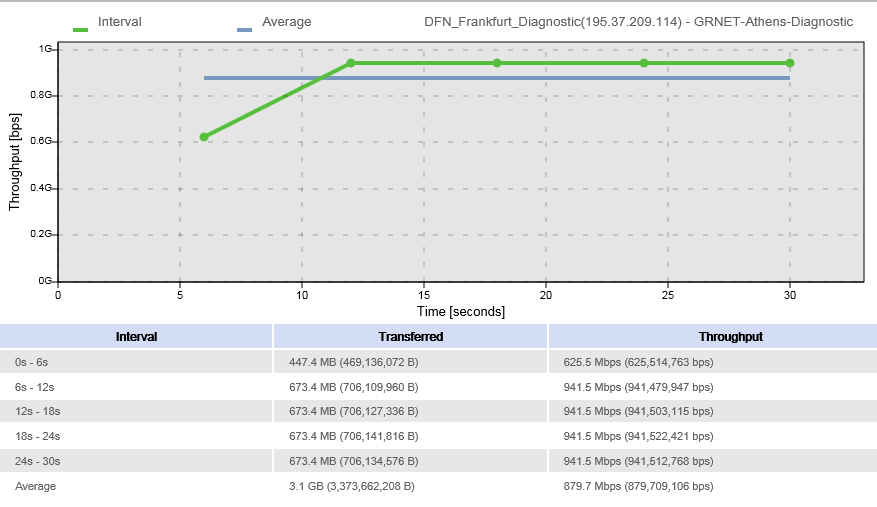 Interval Average DFN_Frankfurt_Diagnostic(195.37.209.114) - GRNET-Athens-Diagnostic
1G
0.8G
0.6G
0.4G
0.2G
0G
Throughput [bps]
0 5 10 15 20 25 30
Time [seconds]
Interval Transferred Throughput
0s - 6s 447.4 MB (469,136,072 B) 625.5 Mbps (625,514,763 bps)
6s - 12s 673.4 MB (706,109,960 B) 941.5 Mbps (941,479,947 bps)
12s - 18s 673.4 MB (706,127,336 B) 941.5 Mbps (941,503,115 bps)
18s - 24s 673.4 MB (706,141,816 B) 941.5 Mbps (941,522,421 bps)
24s - 30s 673.4 MB (706,134,576 B) 941.5 Mbps (941,512,768 bps)
Average 3.1 GB (3,373,662,208 B) 879.7 Mbps (879,709,106 bps)